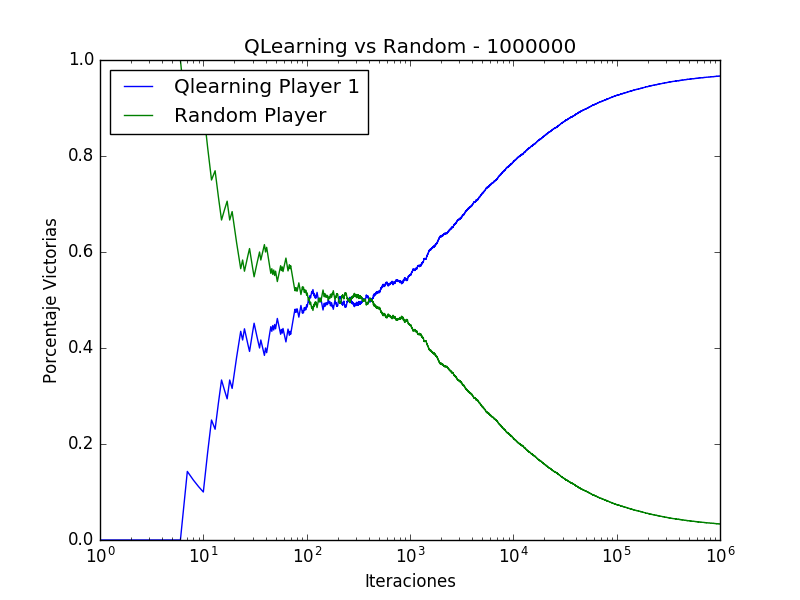 QLearning vs Random - 1000000
Qlearning Player 1
Random Player
Porcentaje Victorias
1.0
0.8
0.6
0.4
0.2
0.0
10^0 10^1 10^2 10^3 10^4 10^5 10^6
Iteraciones